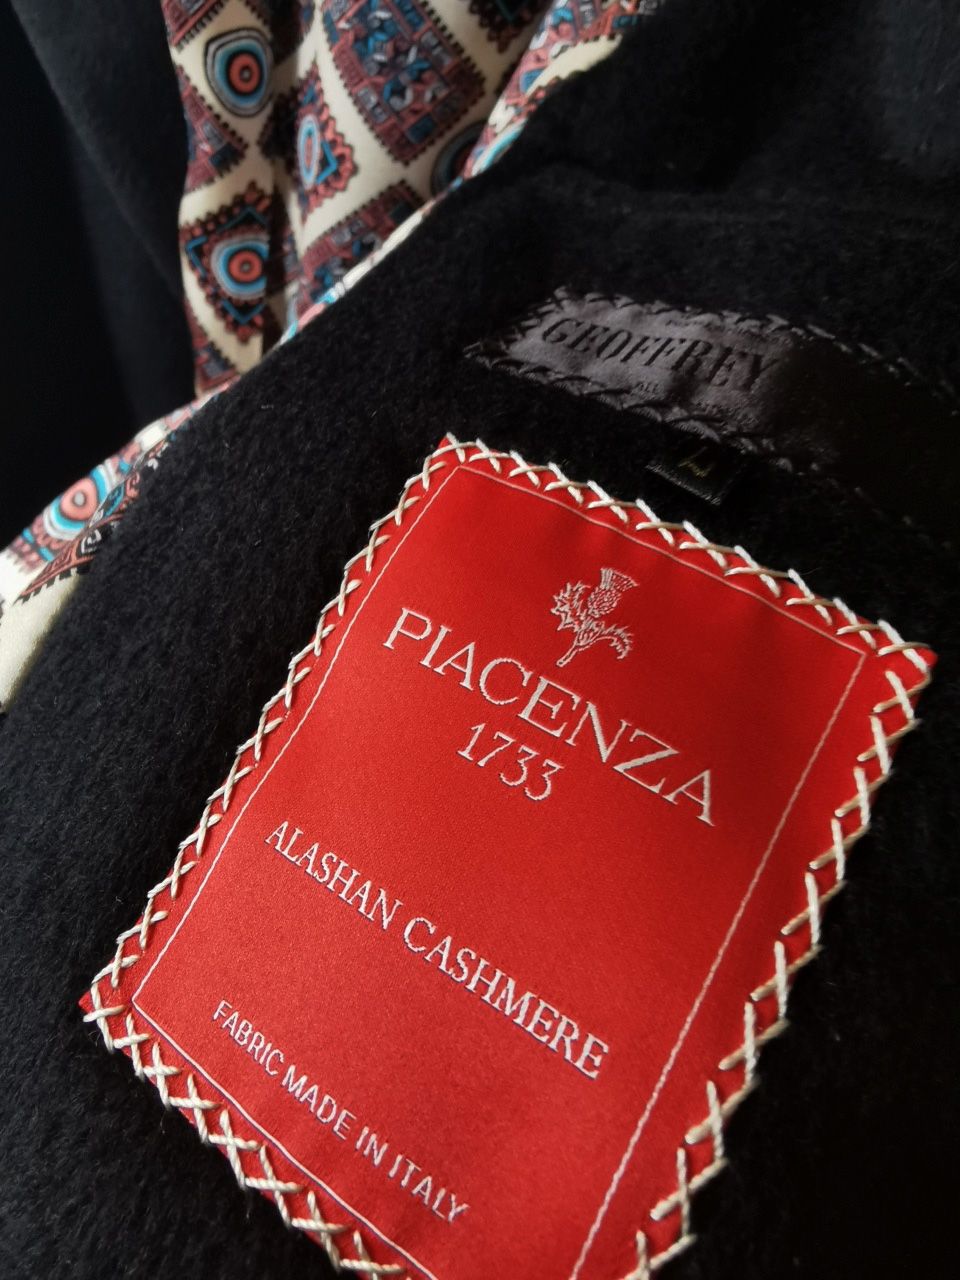 GEOFFREY
PIACENZA
1733
ALASHAN CASHMERE
FABRIC MADE IN ITALY